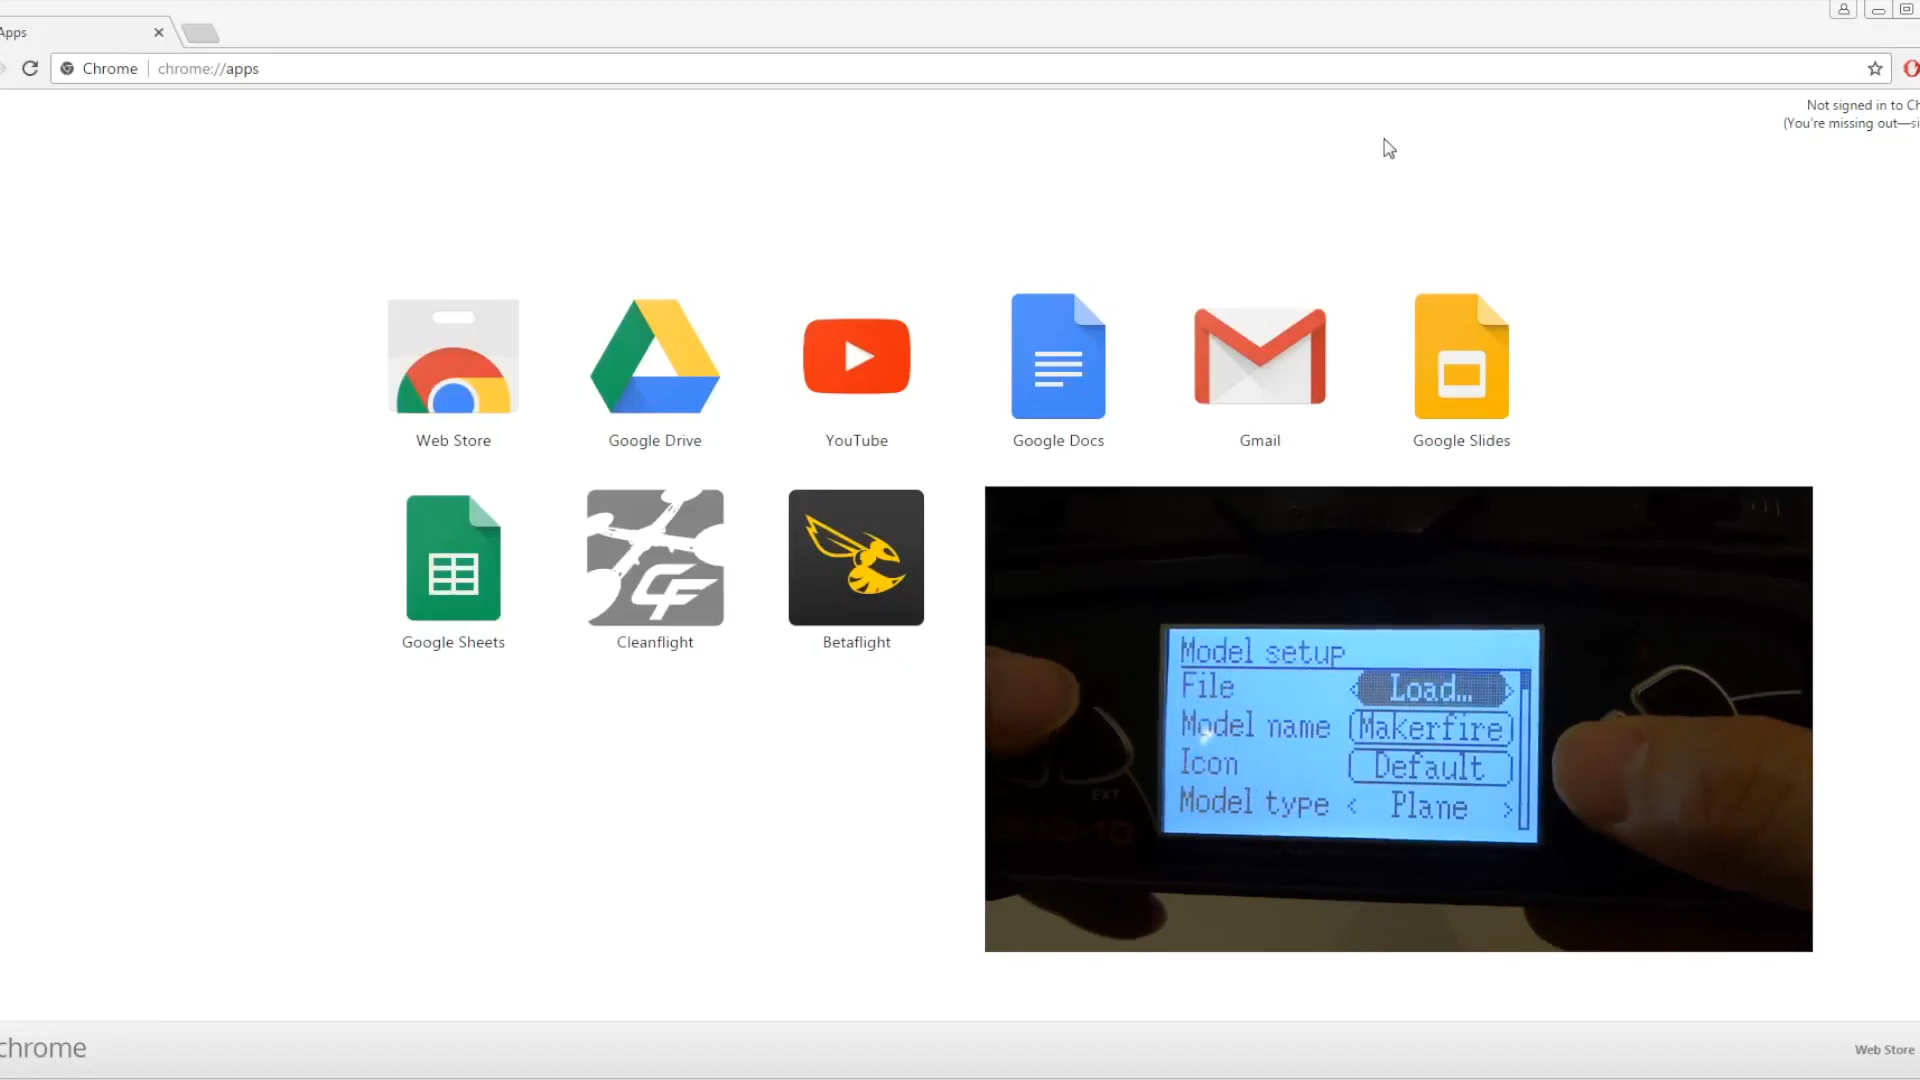 Apps
Chrome
chrome://apps
Not signed in to Ch
(You're missing out—si
Web Store
Google Drive
YouTube
Google Docs
Gmail
Google Slides
Google Sheets
Cleanflight
Betaflight
Model setup
File
Load...
Model name
Makerfire
Icon
Default
Model type
< Plane >
EXT
chrome
Web Store